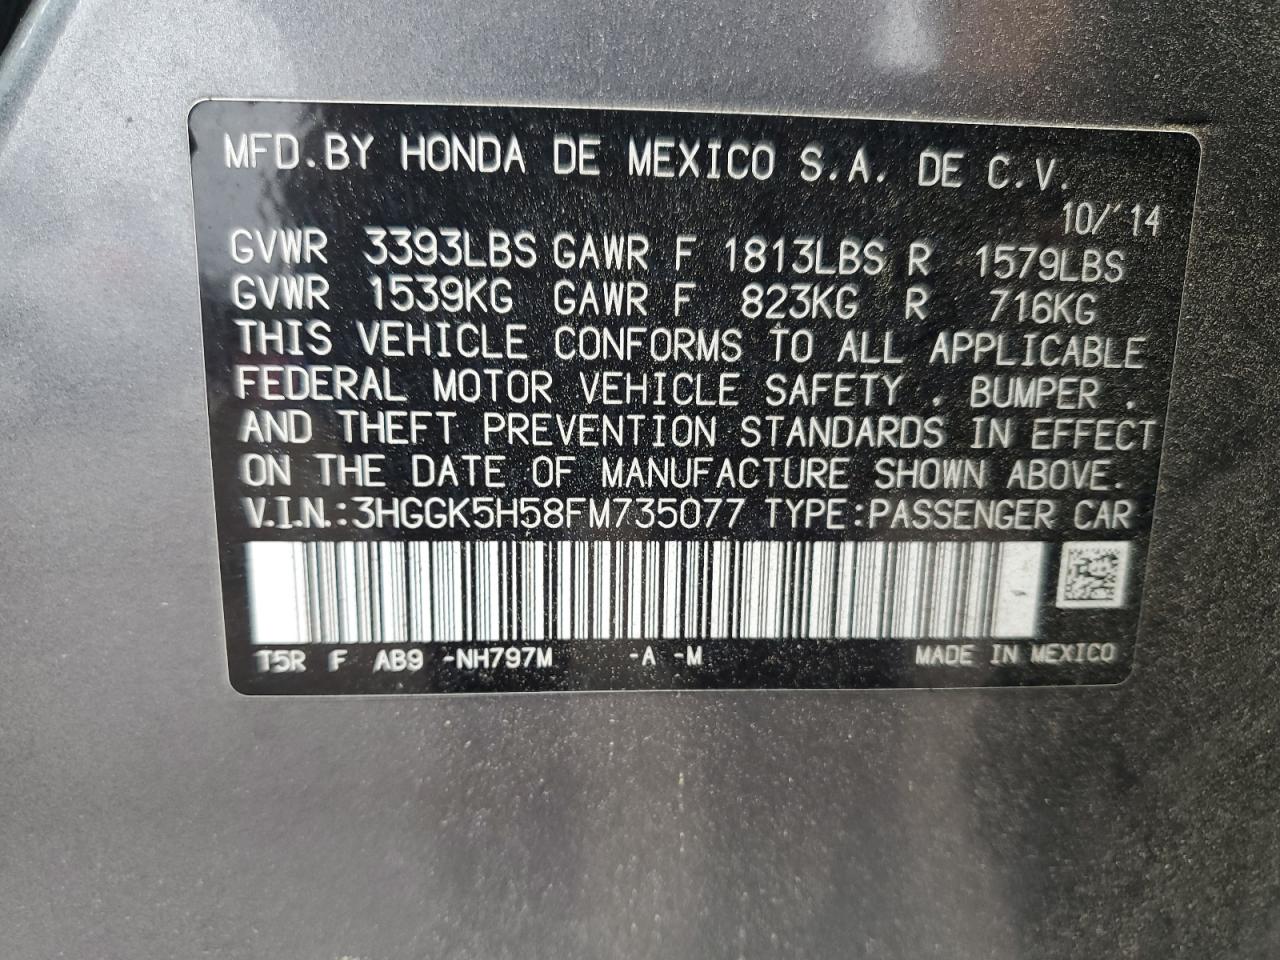 MFD.BY HONDA DE MEXICO S.A. DE C.V.
10/'14
GVWR 3393LBS GAWR F 1813LBS R 1579LBS
GVWR 1539KG GAWR F 823KG R 716KG
THIS VEHICLE CONFORMS TO ALL APPLICABLE
FEDERAL MOTOR VEHICLE SAFETY , BUMPER ,
AND THEFT PREVENTION STANDARDS IN EFFECT
ON THE DATE OF MANUFACTURE SHOWN ABOVE.
V.I.N.:3HGGK5H58FM735077 TYPE:PASSENGER CAR
T5R F AB9 -NH797M -A -M MADE IN MEXICO